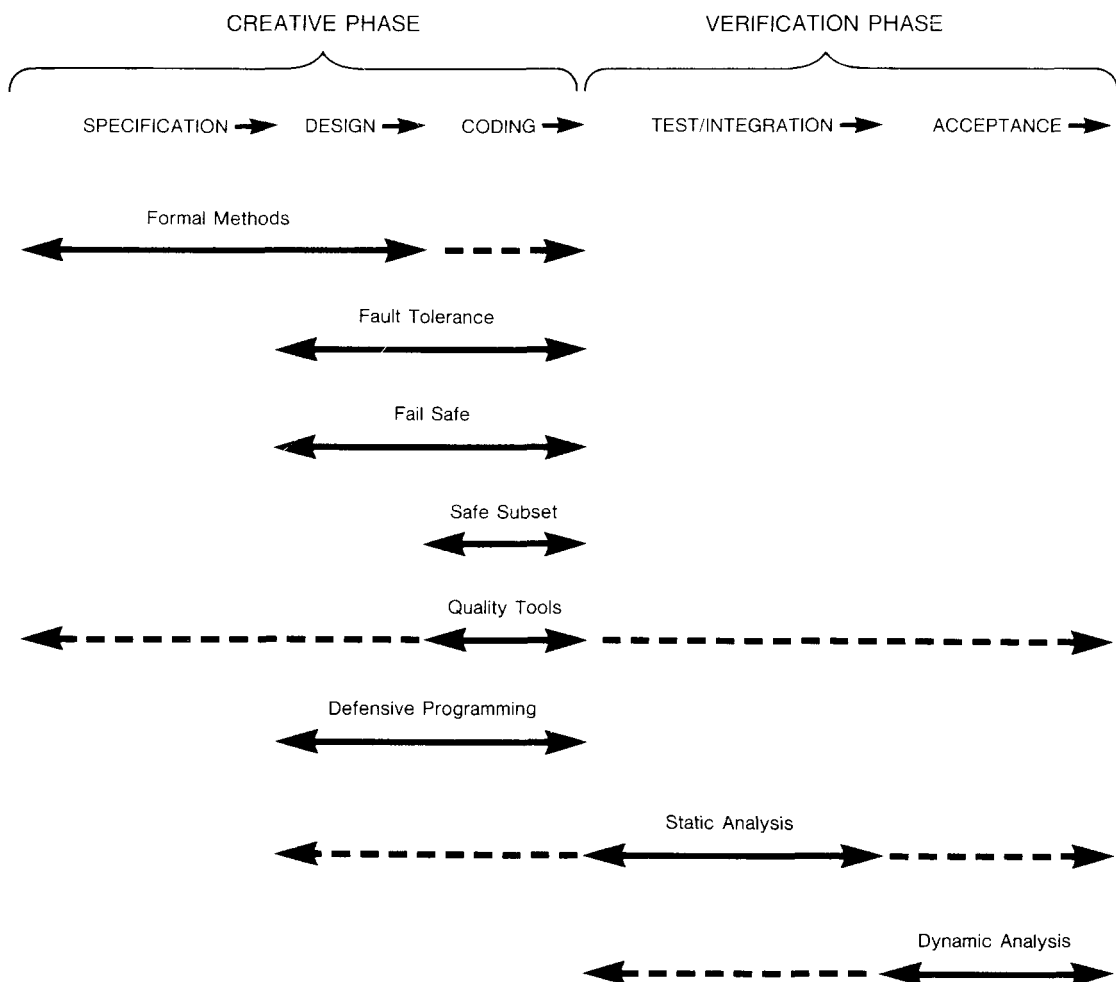 CREATIVE PHASE VERIFICATION PHASE
SPECIFICATION DESIGN CODING TEST/INTEGRATION ACCEPTANCE
Formal Methods
Fault Tolerance
Fail Safe
Safe Subset
Quality Tools
Defensive Programming
Static Analysis
Dynamic Analysis